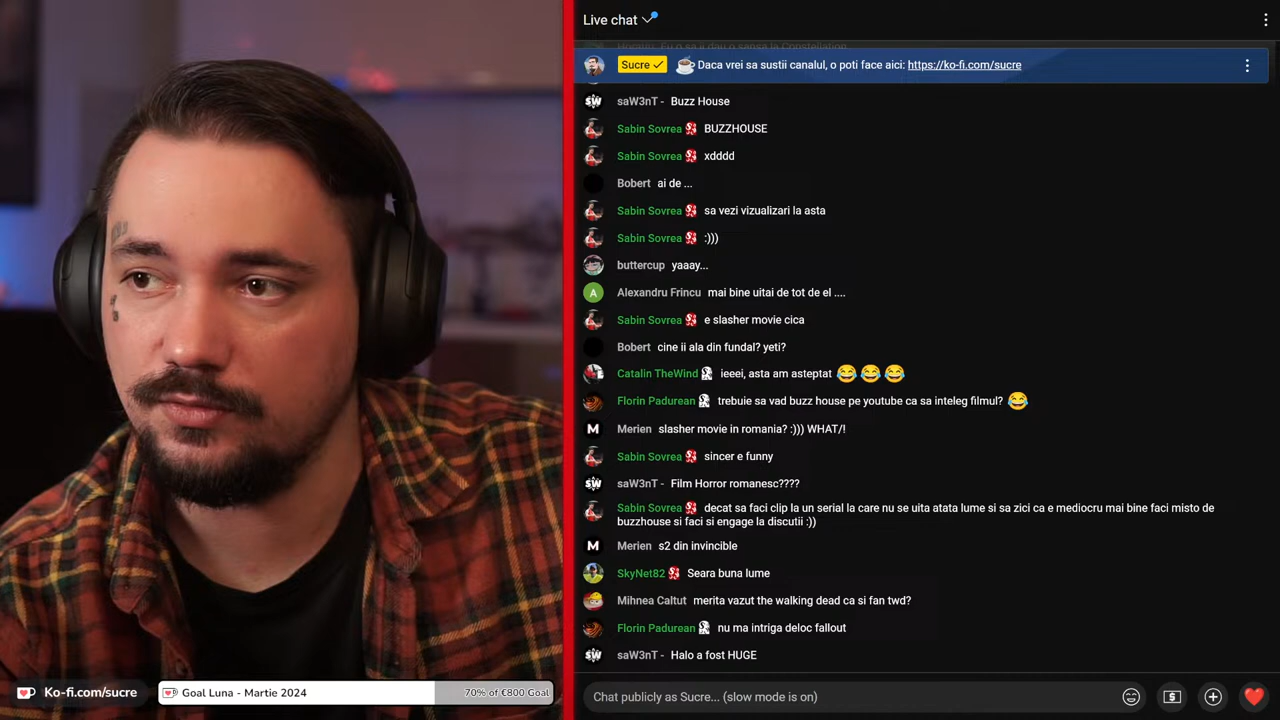 Live chat
Sucre ☕ Daca vrei sa sustii canalul, o poti face aici: https://ko-fi.com/sucre
saW3nT - Buzz House
Sabin Sovrea BUZZHOUSE
Sabin Sovrea xdddd
Bobert ai de ...
Sabin Sovrea sa vezi vizualizari la asta
Sabin Sovrea :)))
buttercup yaaay...
A Alexandru Frincu mai bine uitai de tot de el ....
Sabin Sovrea e slasher movie cica
Bobert cine ii ala din fundal? yeti?
Catalin TheWind ieeei, asta am asteptat 😂😂😂
Florin Padurean trebuie sa vad buzz house pe youtube ca sa inteleg filmul? 😂
M Merien slasher movie in romania? :))) WHAT/!
Sabin Sovrea sincer e funny
saW3nT - Film Horror romanesc????
Sabin Sovrea decat sa faci clip la un serial la care nu se uita atata lume si sa zici ca e mediocru mai bine faci misto de
buzzhouse si faci si engage la discutii :))
M Merien s2 din invincible
SkyNet82 Seara buna lume
Mihnea Caltut merita vazut the walking dead ca si fan twd?
Florin Padurean nu ma intriga deloc fallout
saW3nT - Halo a fost HUGE
Chat publicly as Sucre... (slow mode is on)
Ko-fi.com/sucre
Goal Luna - Martie 2024
70% of €800 Goal